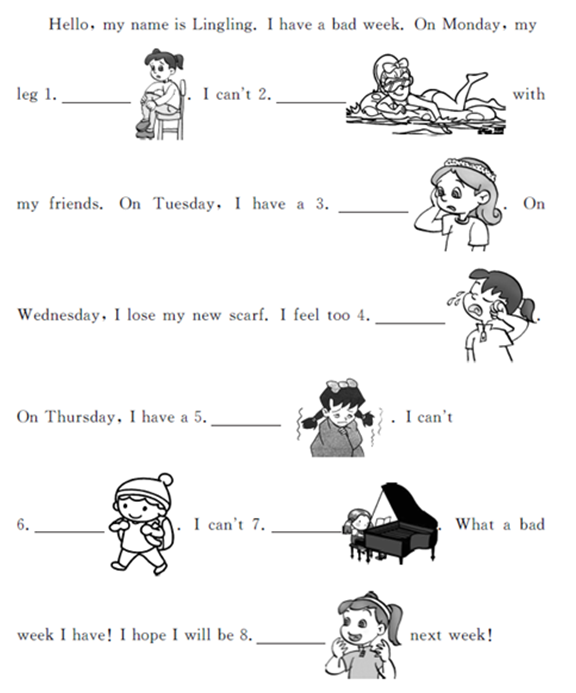 Hello, my name is Lingling. I have a bad week. On Monday, my
leg 1. ________ . I can't 2. ________ with
my friends. On Tuesday, I have a 3. ________ . On
Wednesday, I lose my new scarf. I feel too 4. ________ .
On Thursday, I have a 5. ________ . I can't
6. ________ . I can't 7. ________ . What a bad
week I have! I hope I will be 8. ________ next week!